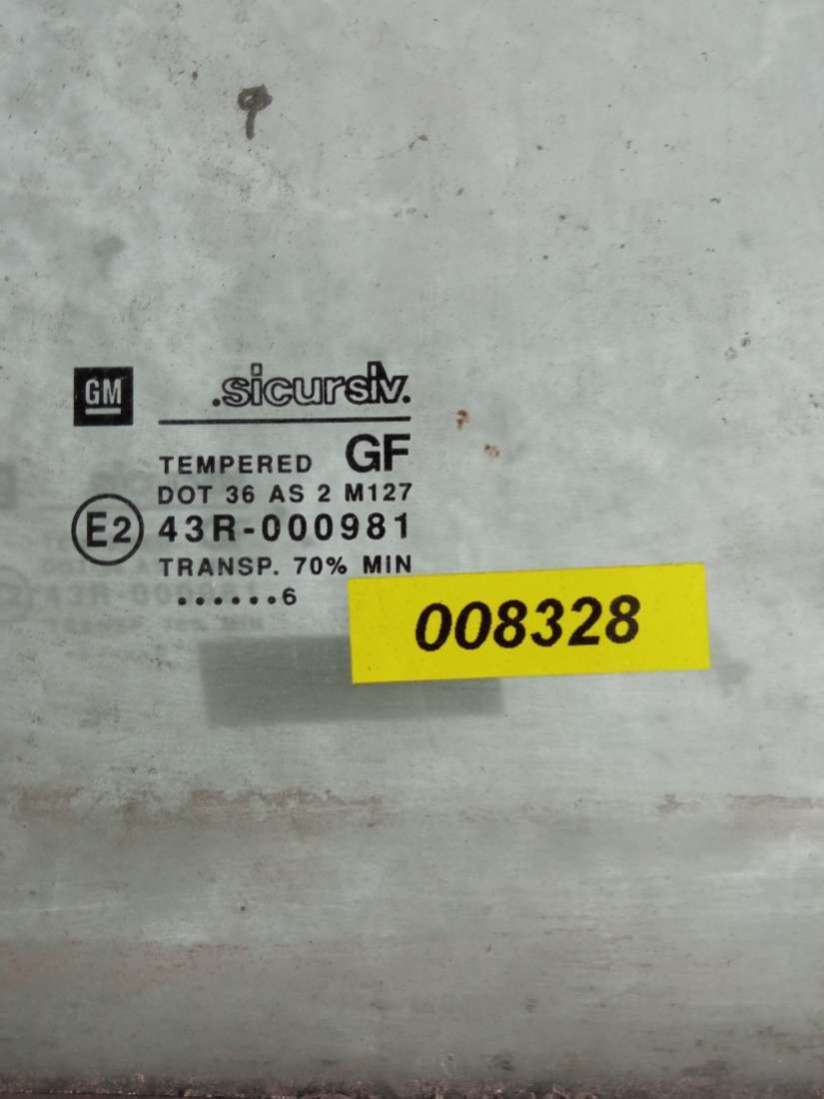 GM
.sicursiv.
TEMPERED GF
DOT 36 AS 2 M127
E2 43R-000981
TRANSP. 70% MIN
......6
008328